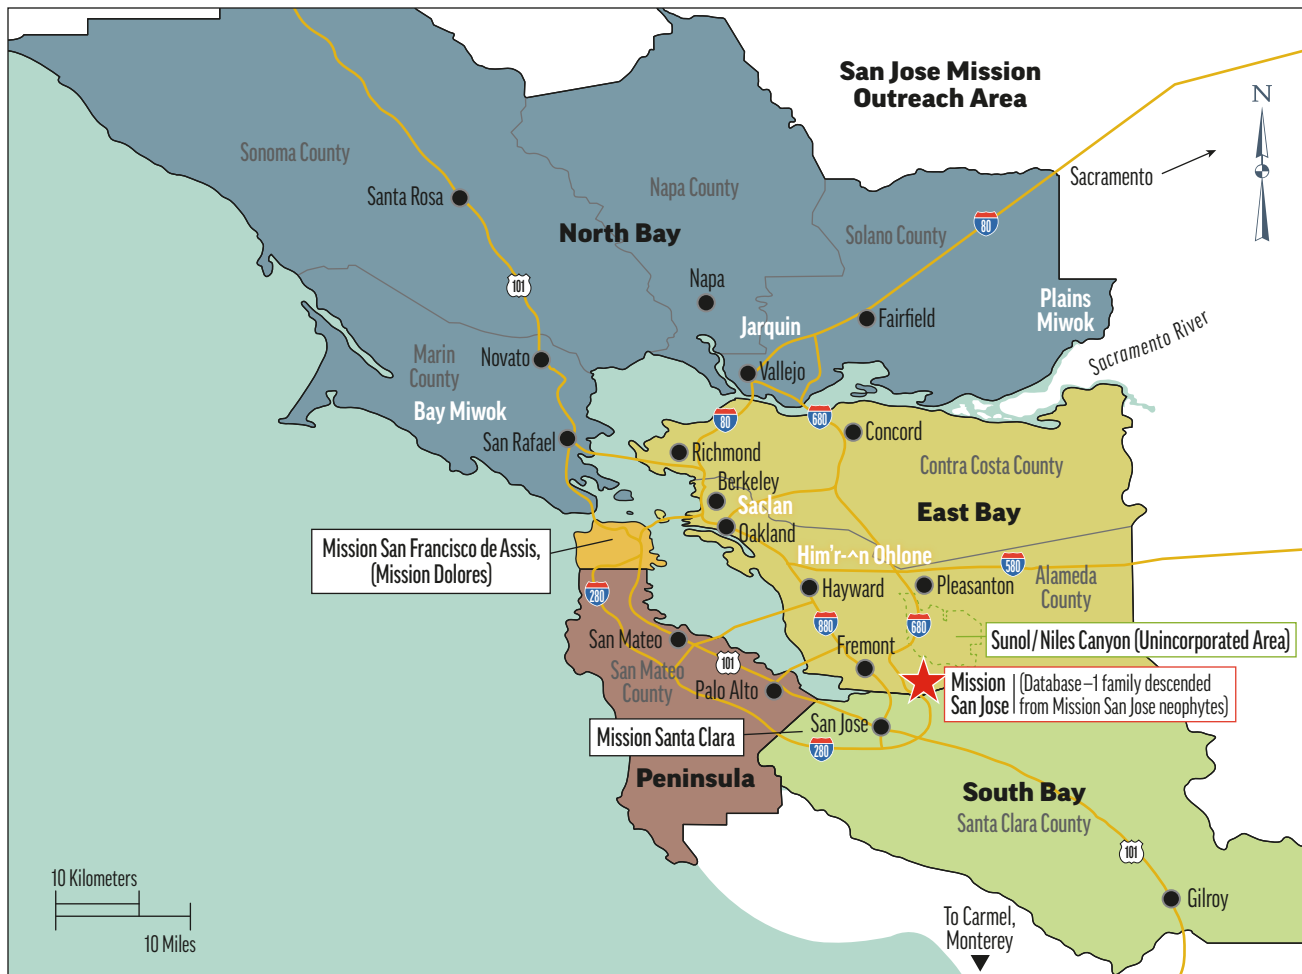 San Jose Mission
Outreach Area
N
Sacramento
Sonoma County
Napa County
Santa Rosa
North Bay
Solano County
80
101
Napa
Jarquin
Fairfield
Plains
Miwok
Sacramento River
Marin
County
Novato
Vallejo
Bay Miwok
80
680
San Rafael
Richmond
Concord
Contra Costa County
Berkeley
Saclan
Oakland
East Bay
Mission San Francisco de Assis,
(Mission Dolores)
Him'r-^n Ohlone
580
Alameda
County
280
Hayward
Pleasanton
880
680
Sunol/Niles Canyon (Unincorporated Area)
San Mateo
Fremont
101
San Mateo
County
Palo Alto
Mission
San Jose
(Database–1 family descended
from Mission San Jose neophytes)
Mission Santa Clara
San Jose
280
Peninsula
South Bay
Santa Clara County
101
Gilroy
10 Kilometers
10 Miles
To Carmel,
Monterey